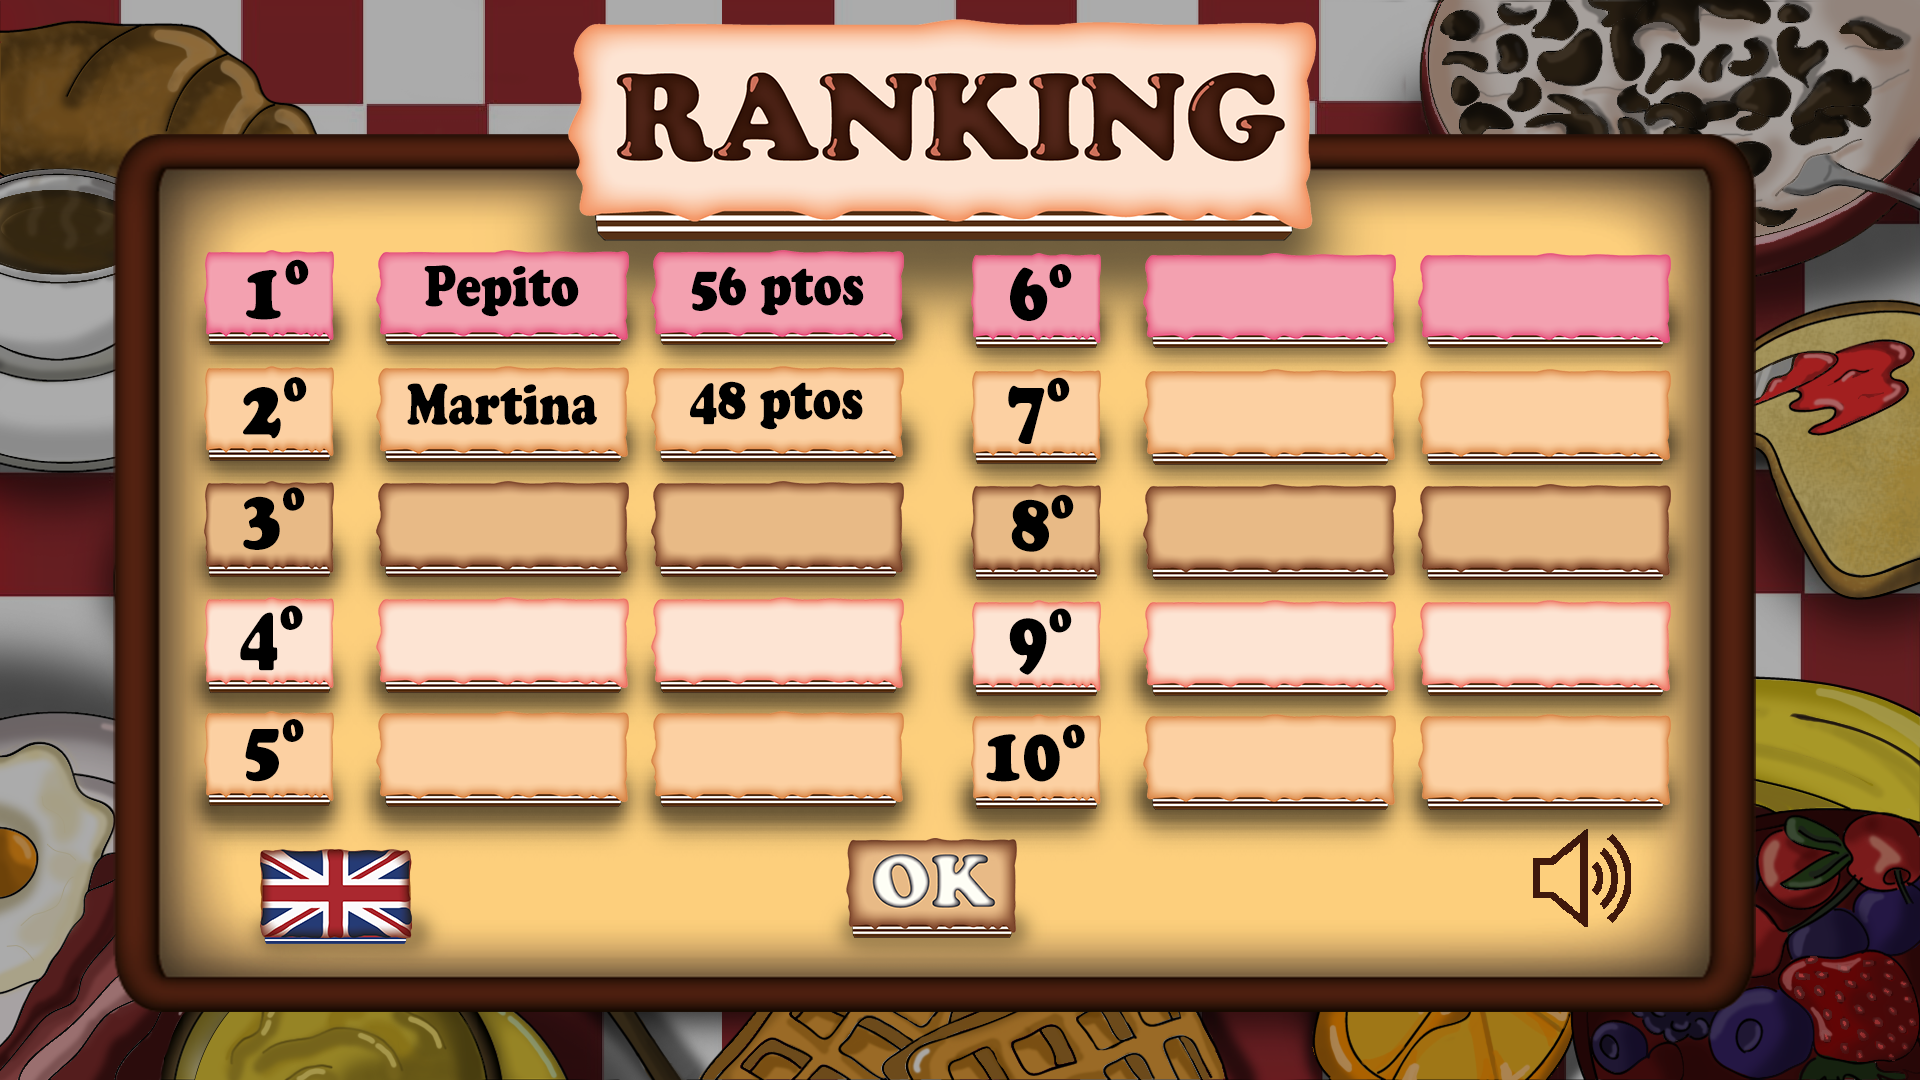 RANKING
1º Pepito 56 ptos
2º Martina 48 ptos
3º
4º
5º
6º
7º
8º
9º
10º
OK